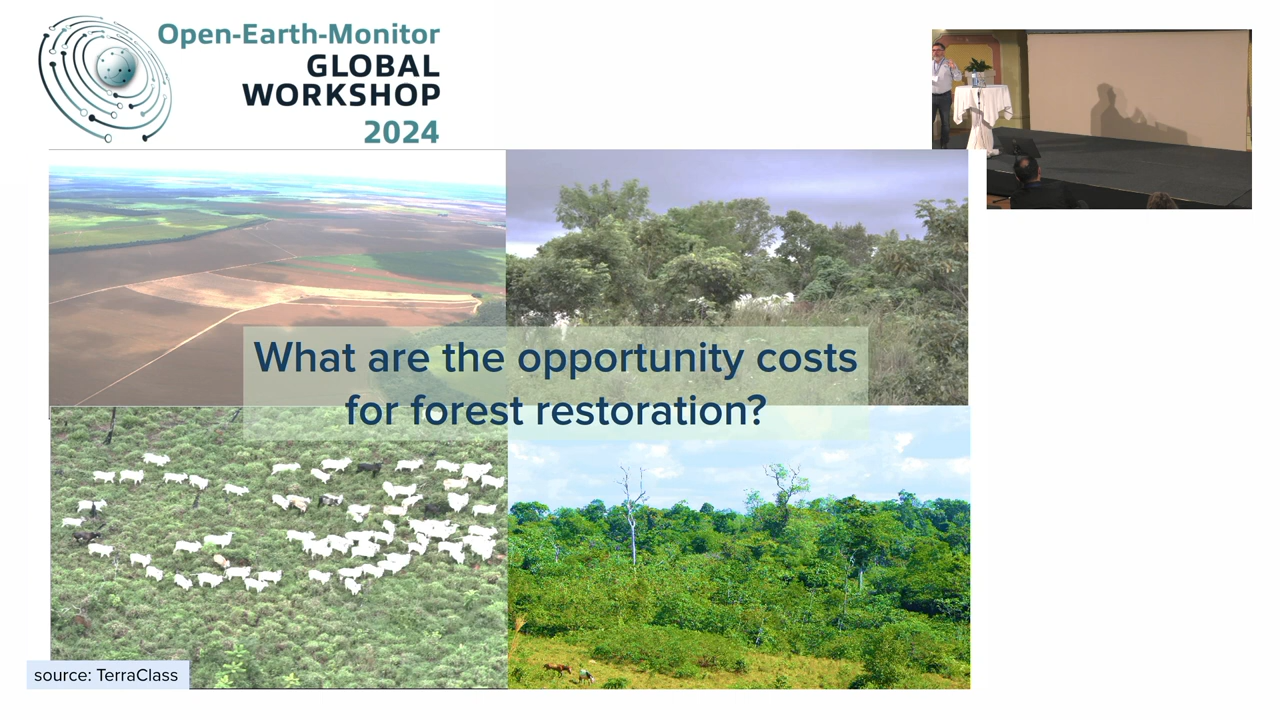 Open-Earth-Monitor
GLOBAL
WORKSHOP
2024
What are the opportunity costs
for forest restoration?
source: TerraClass